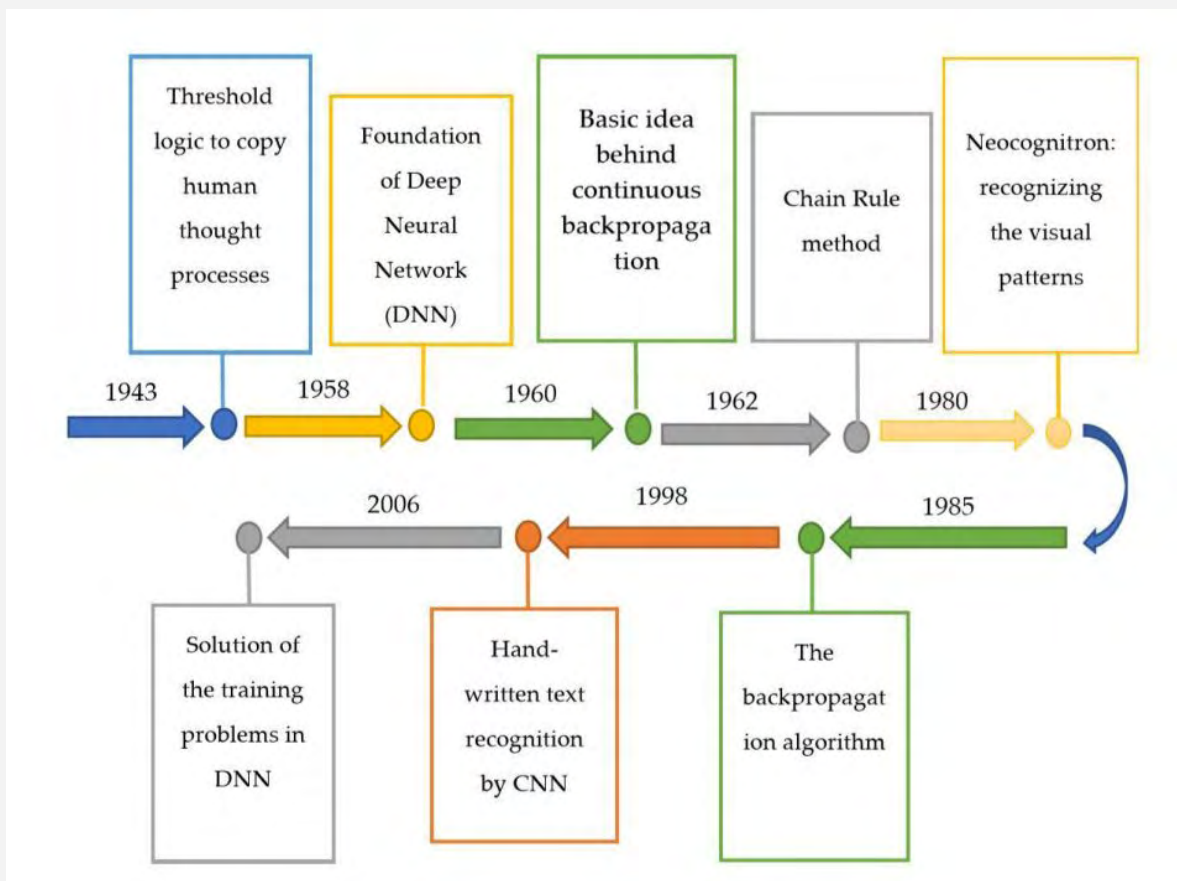 Threshold
logic to copy
human
thought
processes
Foundation
of Deep
Neural
Network
(DNN)
Basic idea
behind
continuous
backpropaga
tion
Chain Rule
method
Neocognitron:
recognizing
the visual
patterns
1943
1958
1960
1962
1980
1985
1998
2006
The
backpropagat
ion algorithm
Hand-
written text
recognition
by CNN
Solution of
the training
problems in
DNN